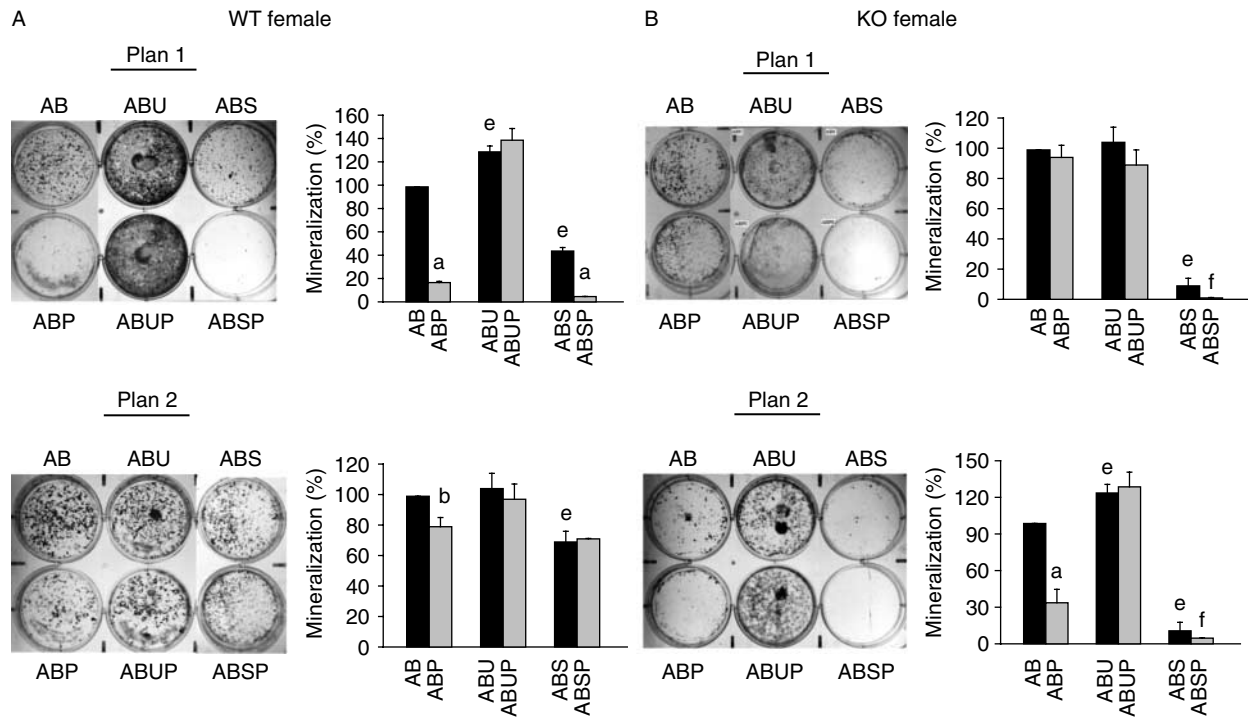 A WT female
Plan 1
AB ABU ABS
ABP ABUP ABSP
Mineralization (%)
160
140
120
100
80
60
40
20
0
e
a
e
a
AB ABP ABU ABUP ABS ABSP
Plan 2
AB ABU ABS
ABP ABUP ABSP
Mineralization (%)
120
100
80
60
40
20
0
b
e
AB ABP ABU ABUP ABS ABSP
B KO female
Plan 1
AB ABU ABS
ABP ABUP ABSP
Mineralization (%)
120
100
80
60
40
20
0
e
f
AB ABP ABU ABUP ABS ABSP
Plan 2
AB ABU ABS
ABP ABUP ABSP
Mineralization (%)
150
120
90
60
30
0
a
e
e
f
AB ABP ABU ABUP ABS ABSP